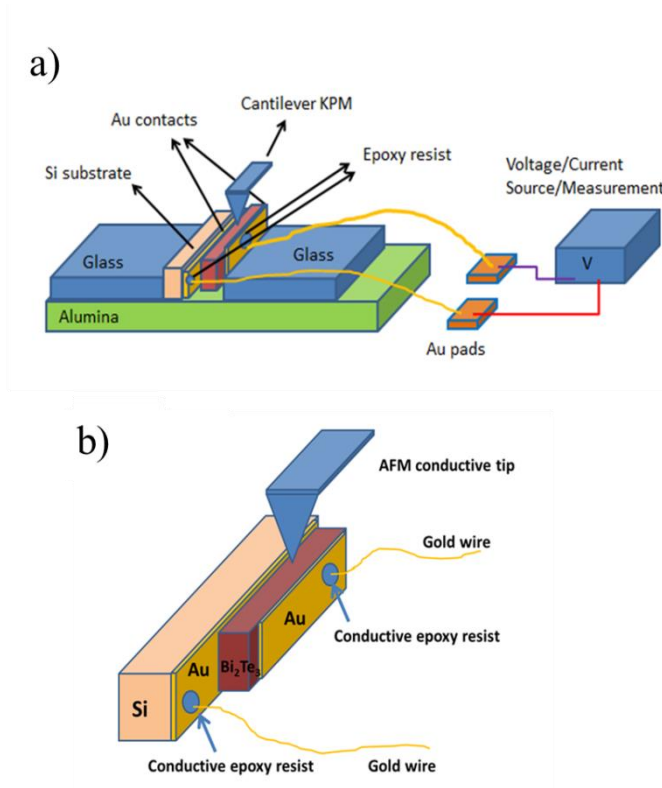 a)
Cantilever KPM
Au contacts
Epoxy resist
Si substrate
Voltage/Current
Source/Measurement
Glass
Glass
V
Alumina
Au pads
b)
AFM conductive tip
Gold wire
Au
Conductive epoxy resist
Au
Bi₂Te₃
Si
Conductive epoxy resist
Gold wire